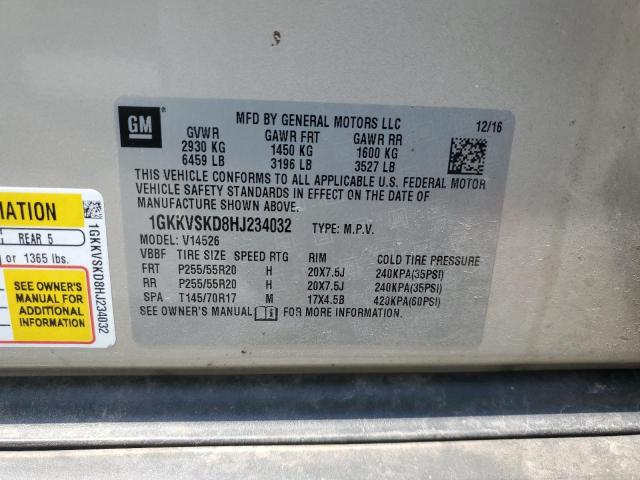 GM
MFD BY GENERAL MOTORS LLC 12/16
GVWR GAWR FRT GAWR RR
2930 KG 1450 KG 1600 KG
6459 LB 3196 LB 3527 LB
THIS VEHICLE CONFORMS TO ALL APPLICABLE U.S. FEDERAL MOTOR
VEHICLE SAFETY STANDARDS IN EFFECT ON THE DATE OF
MANUFACTURE SHOWN ABOVE.
1GKKVSKD8HJ234032 TYPE: M.P.V.
MODEL: V14526
VBBF TIRE SIZE SPEED RTG RIM COLD TIRE PRESSURE
FRT P255/55R20 H 20X7.5J 240KPA(35PSI)
RR P255/55R20 H 20X7.5J 240KPA(35PSI)
SPA T145/70R17 M 17X4.5B 420KPA(60PSI)
SEE OWNER'S MANUAL FOR MORE INFORMATION.
REAR 5
or 1365 lbs.
SEE OWNER'S
MANUAL FOR
ADDITIONAL
INFORMATION
1GKKVSKD8HJ234032